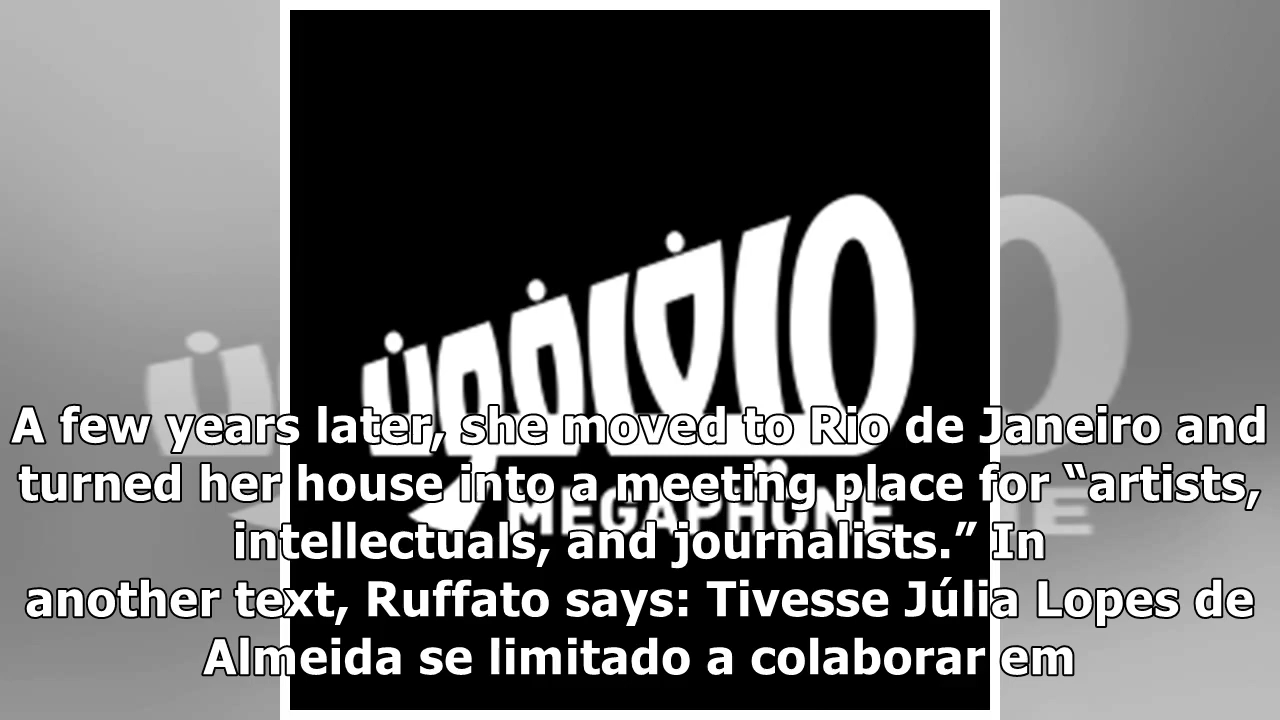 ميغافون
MEGAPHONE
A few years later, she moved to Rio de Janeiro and
turned her house into a meeting place for “artists,
intellectuals, and journalists.” In
another text, Ruffato says: Tivesse Júlia Lopes de
Almeida se limitado a colaborar em